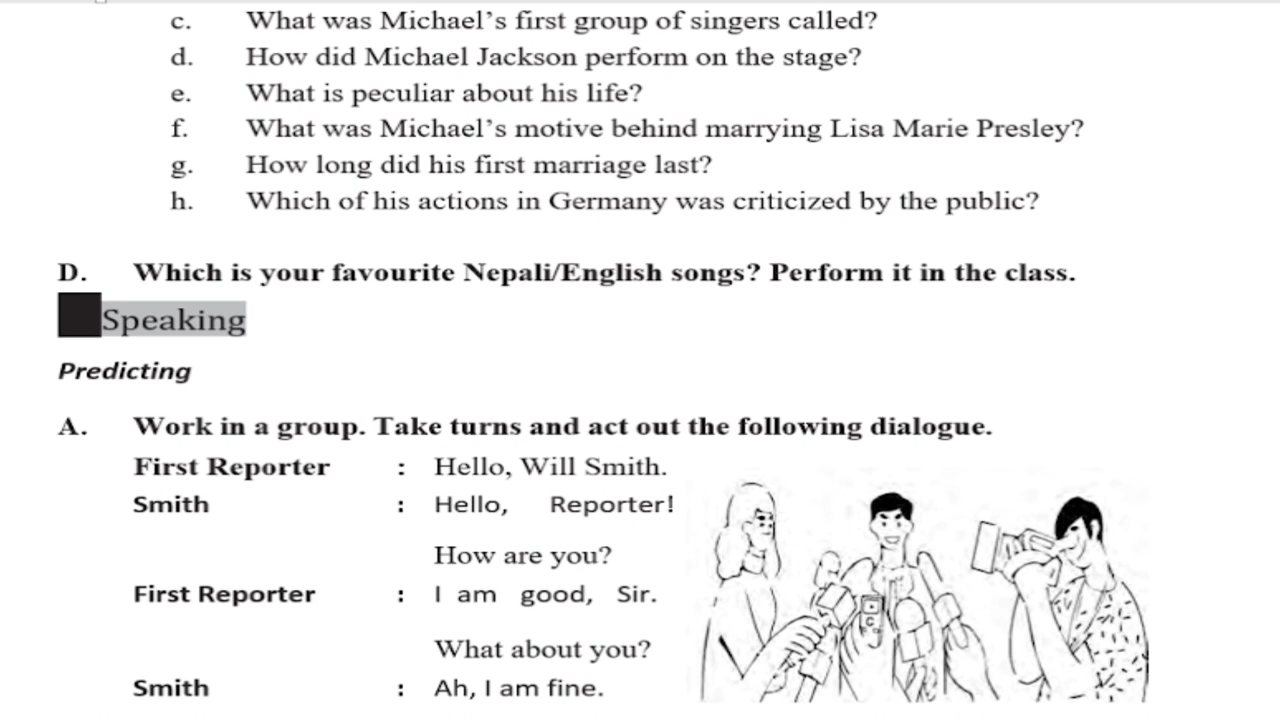 c. What was Michael's first group of singers called?
d. How did Michael Jackson perform on the stage?
e. What is peculiar about his life?
f. What was Michael's motive behind marrying Lisa Marie Presley?
g. How long did his first marriage last?
h. Which of his actions in Germany was criticized by the public?
D. Which is your favourite Nepali/English songs? Perform it in the class.
Speaking
Predicting
A. Work in a group. Take turns and act out the following dialogue.
First Reporter : Hello, Will Smith.
Smith : Hello, Reporter!
How are you?
First Reporter : I am good, Sir.
What about you?
Smith : Ah, I am fine.